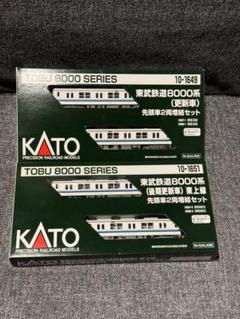 TOBU 8000 SERIES
10-1649
東武鉄道8000系
(更新車)
先頭車2両増結セット
KATO
PRECISION RAILROAD MODELS
N-GAUGE
TOBU 8000 SERIES
10-1651
東武鉄道8000系
(後期更新車) 東上線
先頭車2両増結セット
KATO
PRECISION RAILROAD MODELS
N-GAUGE